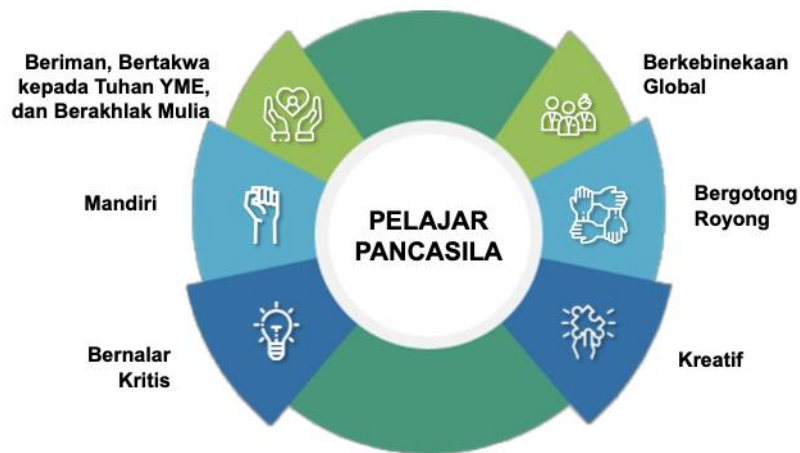 Beriman, Bertakwa
kepada Tuhan YME,
dan Berakhlak Mulia
Berkebinekaan
Global
Mandiri
PELAJAR
PANCASILA
Bergotong
Royong
Bernalar
Kritis
Kreatif